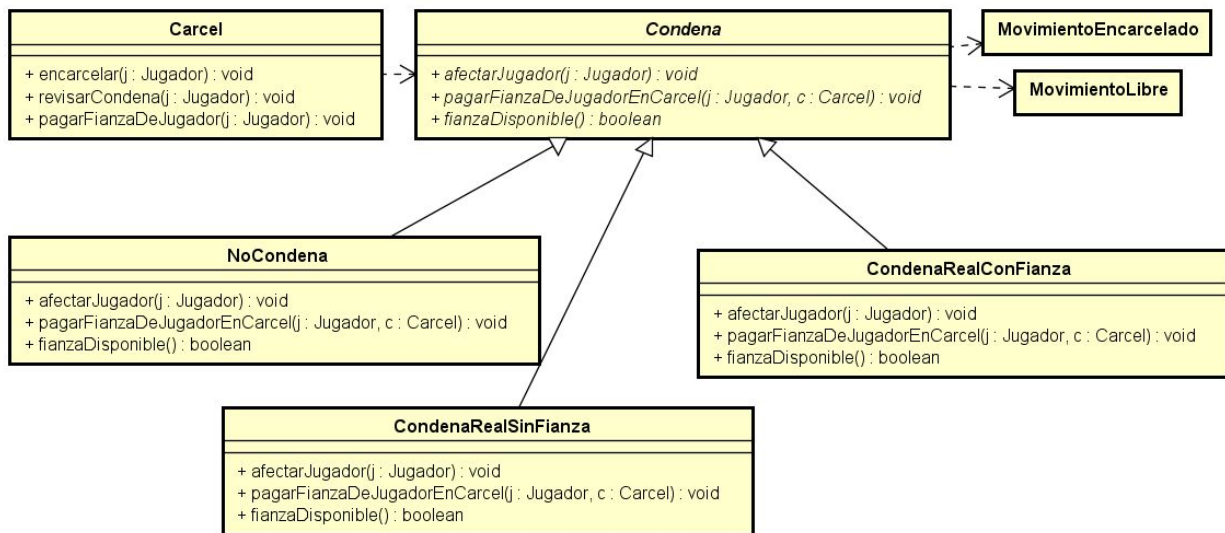 Carcel
+ encarcelar(j : Jugador) : void
+ revisarCondena(j : Jugador) : void
+ pagarFianzaDeJugador(j : Jugador) : void
Condena
+ afectarJugador(j : Jugador) : void
+ pagarFianzaDeJugadorEnCarcel(j : Jugador, c : Carcel) : void
+ fianzaDisponible() : boolean
MovimientoEncarcelado
MovimientoLibre
NoCondena
+ afectarJugador(j : Jugador) : void
+ pagarFianzaDeJugadorEnCarcel(j : Jugador, c : Carcel) : void
+ fianzaDisponible() : boolean
CondenaRealConFianza
+ afectarJugador(j : Jugador) : void
+ pagarFianzaDeJugadorEnCarcel(j : Jugador, c : Carcel) : void
+ fianzaDisponible() : boolean
CondenaRealSinFianza
+ afectarJugador(j : Jugador) : void
+ pagarFianzaDeJugadorEnCarcel(j : Jugador, c : Carcel) : void
+ fianzaDisponible() : boolean